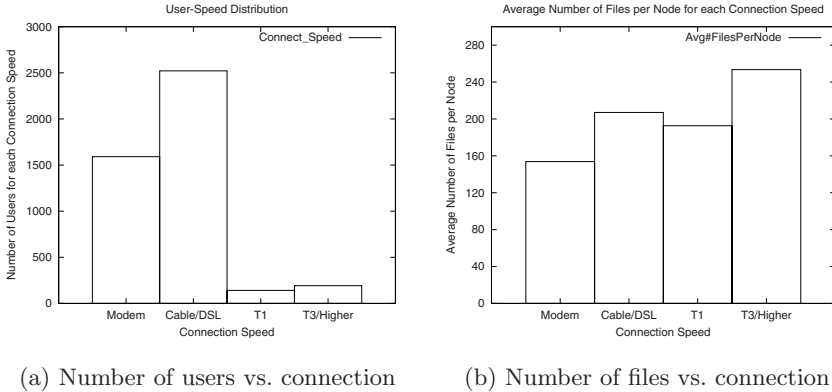 User-Speed Distribution
Connect_Speed
Number of Users for each Connection Speed
3000
2500
2000
1500
1000
500
0
Modem Cable/DSL T1 T3/Higher
Connection Speed
(a) Number of users vs. connection
Average Number of Files per Node for each Connection Speed
Avg#FilesPerNode
Average Number of Files per Node
280
240
200
160
120
80
40
0
Modem Cable/DSL T1 T3/Higher
Connection Speed
(b) Number of files vs. connection